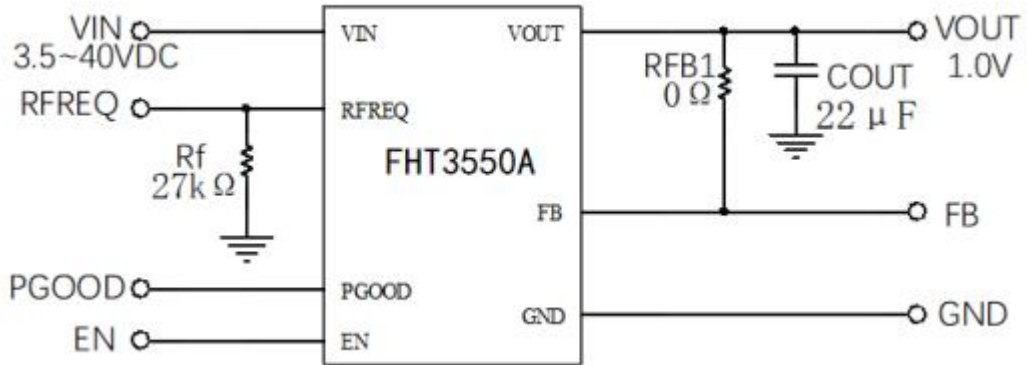 VIN
3.5~40VDC
RFREQ
Rf
27kΩ
PGOOD
EN
VIN
RFREQ
PGOOD
EN
FHT3550A
VOUT
FB
GND
RFB1
0Ω
COUT
22μF
VOUT
1.0V
FB
GND